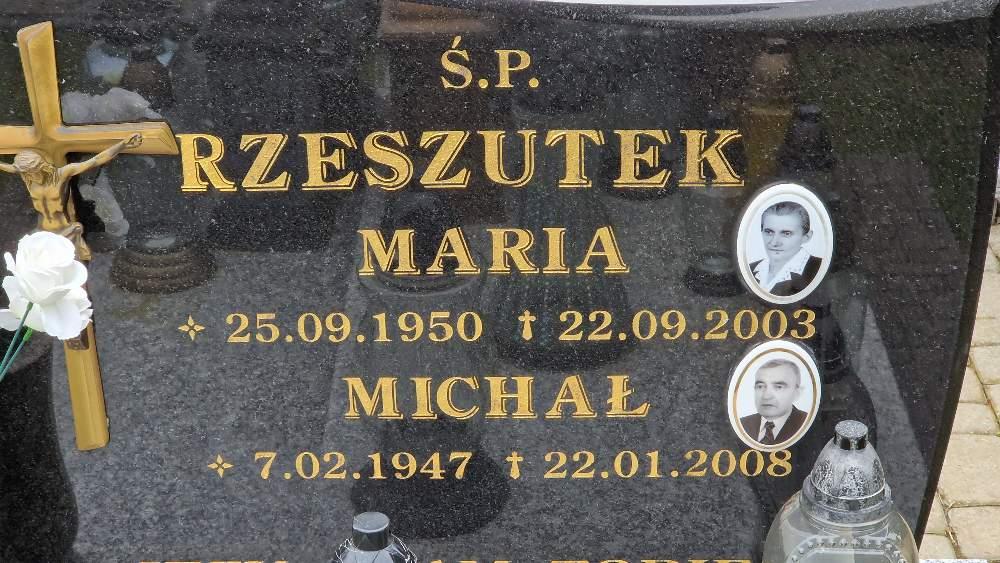 Ś.P.
RZESZUTEK
MARIA
25.09.1950 † 22.09.2003
MICHAŁ
7.02.1947 † 22.01.2008